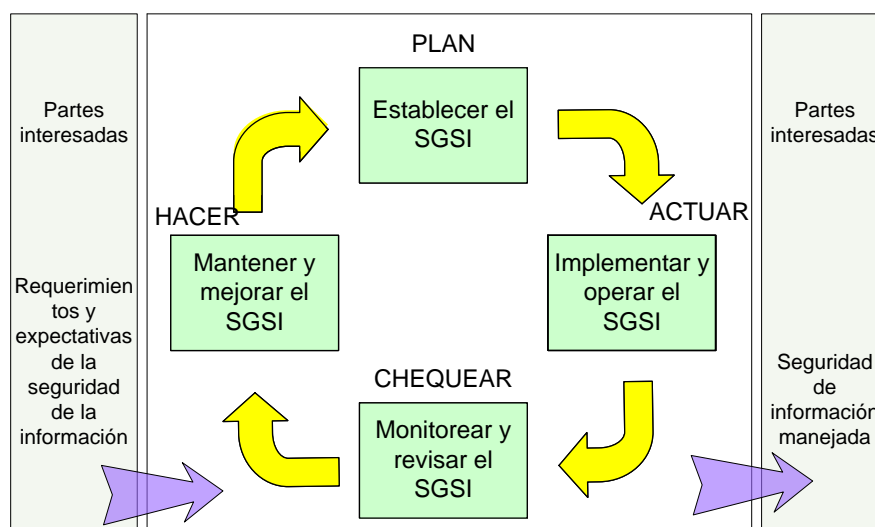 PLAN
Partes
interesadas
Establecer el
SGSI
Partes
interesadas
HACER
ACTUAR
Mantener y
mejorar el
SGSI
Implementar y
operar el
SGSI
Requerimien
tos y
expectativas
de la
seguridad
de la
información
CHEQUEAR
Monitorear y
revisar el
SGSI
Seguridad
de
información
manejada